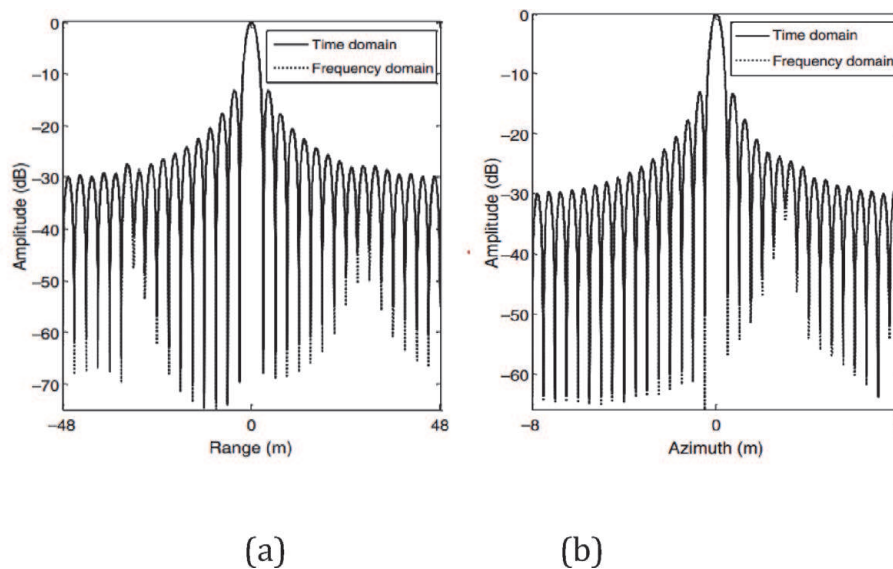 0
−10
−20
−30
−40
−50
−60
−70
Amplitude (dB)
Time domain
Frequency domain
−48
0
48
Range (m)
0
−10
−20
−30
−40
−50
−60
Amplitude (dB)
Time domain
Frequency domain
−8
0
Azimuth (m)
(a)
(b)